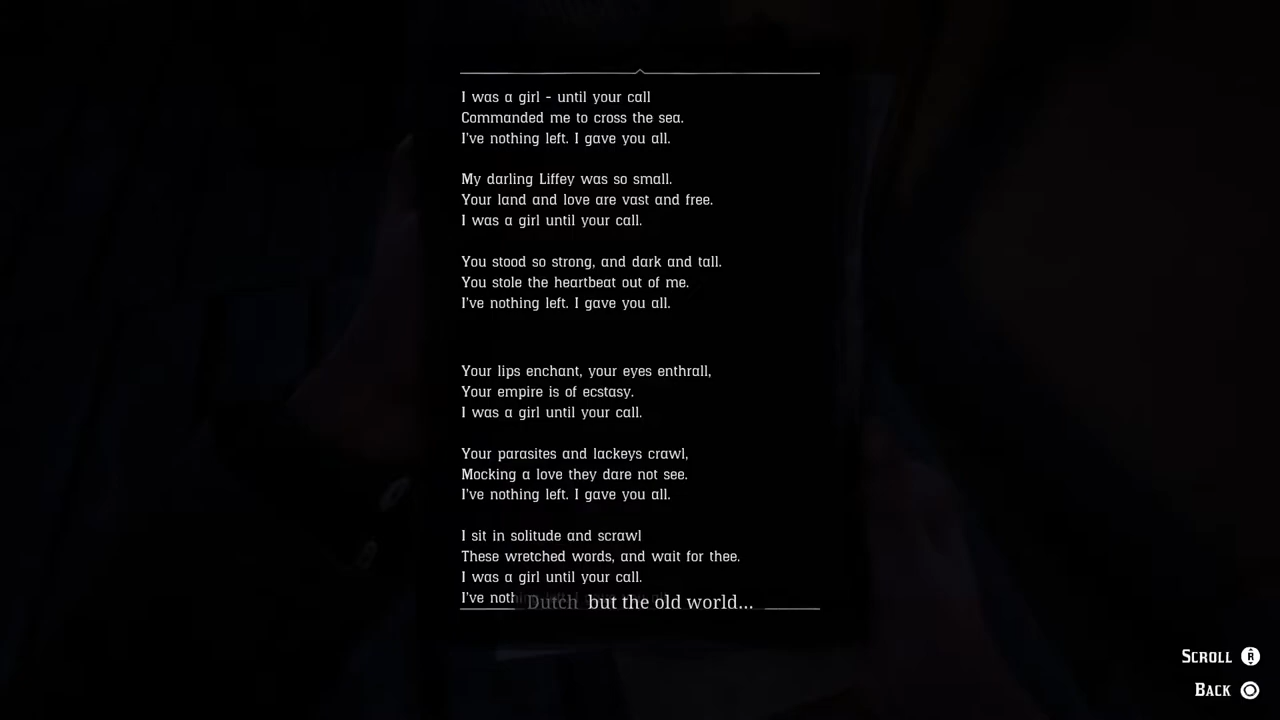 I was a girl - until your call
Commanded me to cross the sea.
I've nothing left. I gave you all.
My darling Liffey was so small.
Your land and love are vast and free.
I was a girl until your call.
You stood so strong, and dark and tall.
You stole the heartbeat out of me.
I've nothing left. I gave you all.
Your lips enchant, your eyes enthrall,
Your empire is of ecstasy.
I was a girl until your call.
Your parasites and lackeys crawl,
Mocking a love they dare not see.
I've nothing left. I gave you all.
I sit in solitude and scrawl
These wretched words, and wait for thee.
I was a girl until your call.
I've
Dutch but the old world...
SCROLL R
BACK